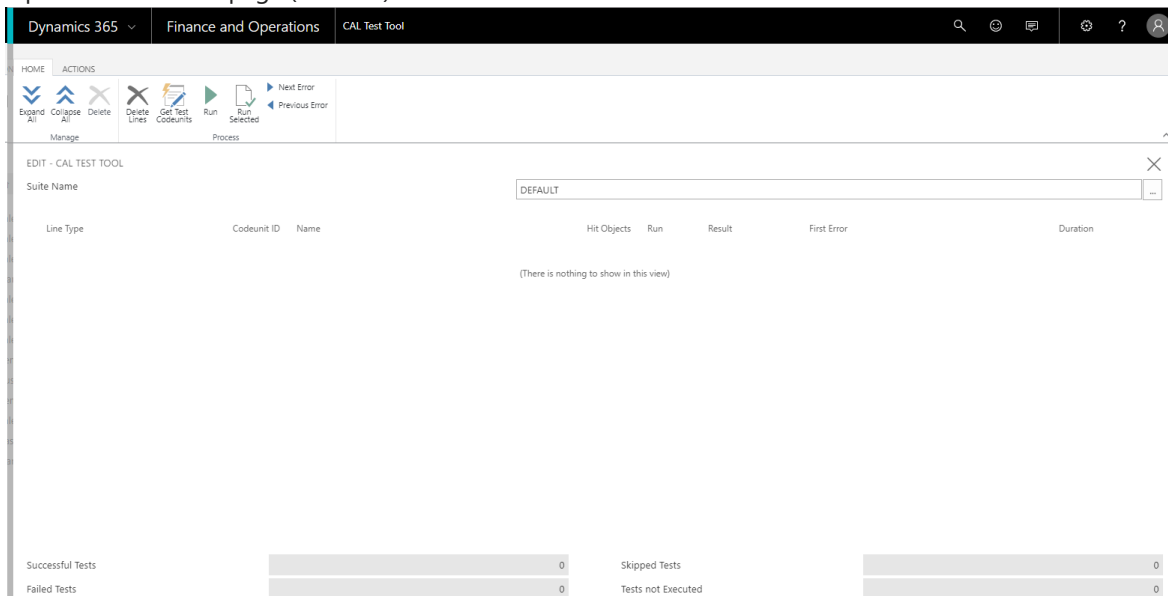 Dynamics 365 Finance and Operations CAL Test Tool ?
HOME ACTIONS
Expand All Collapse All Delete Delete Lines Get Test Codeunits Run Run Selected Next Error
Previous Error
Manage Process
EDIT - CAL TEST TOOL
Suite Name DEFAULT ...
Line Type Codeunit ID Name Hit Objects Run Result First Error Duration
(There is nothing to show in this view)
Successful Tests 0 Skipped Tests 0
Failed Tests 0 Tests not Executed 0